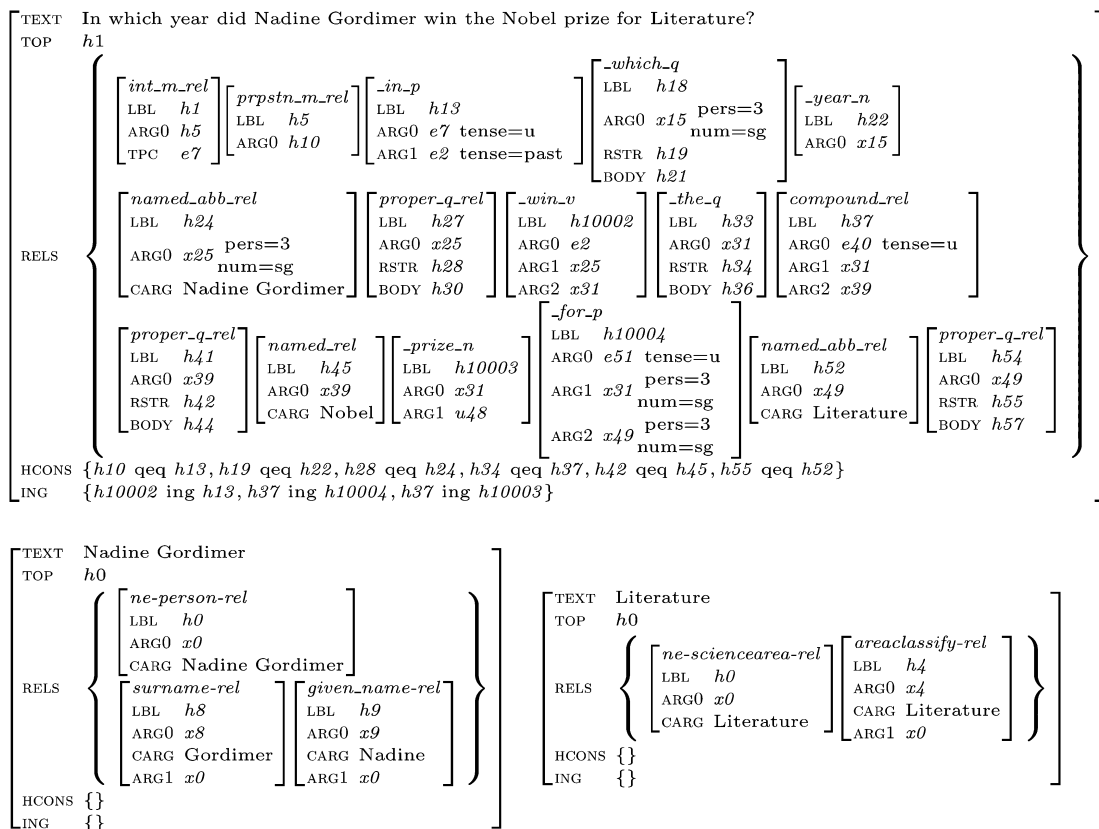 TEXT In which year did Nadine Gordimer win the Nobel prize for Literature?
TOP h1
RELS
int_m_rel
LBL h1
ARG0 h5
TPC e7
prpstn_m_rel
LBL h5
ARG0 h10
_in_p
LBL h13
ARG0 e7 tense=u
ARG1 e2 tense=past
_which_q
LBL h18
ARG0 x15 pers=3
num=sg
RSTR h19
BODY h21
_year_n
LBL h22
ARG0 x15
named_abb_rel
LBL h24
ARG0 x25 pers=3
num=sg
CARG Nadine Gordimer
proper_q_rel
LBL h27
ARG0 x25
RSTR h28
BODY h30
_win_v
LBL h10002
ARG0 e2
ARG1 x25
ARG2 x31
_the_q
LBL h33
ARG0 x31
RSTR h34
BODY h36
compound_rel
LBL h37
ARG0 e40 tense=u
ARG1 x31
ARG2 x39
proper_q_rel
LBL h41
ARG0 x39
RSTR h42
BODY h44
named_rel
LBL h45
ARG0 x39
CARG Nobel
_prize_n
LBL h10003
ARG0 x31
ARG1 u48
_for_p
LBL h10004
ARG0 e51 tense=u
ARG1 x31 pers=3
num=sg
ARG2 x49 pers=3
num=sg
named_abb_rel
LBL h52
ARG0 x49
CARG Literature
proper_q_rel
LBL h54
ARG0 x49
RSTR h55
BODY h57
HCONS {h10 qeq h13, h19 qeq h22, h28 qeq h24, h34 qeq h37, h42 qeq h45, h55 qeq h52}
ING {h10002 ing h13, h37 ing h10004, h37 ing h10003}
TEXT Nadine Gordimer
TOP h0
RELS
ne-person-rel
LBL h0
ARG0 x0
CARG Nadine Gordimer
surname-rel
LBL h8
ARG0 x8
CARG Gordimer
ARG1 x0
given_name-rel
LBL h9
ARG0 x9
CARG Nadine
ARG1 x0
HCONS {}
ING {}
TEXT Literature
TOP h0
RELS
ne-sciencearea-rel
LBL h0
ARG0 x0
CARG Literature
areaclassify-rel
LBL h4
ARG0 x4
CARG Literature
ARG1 x0
HCONS {}
ING {}